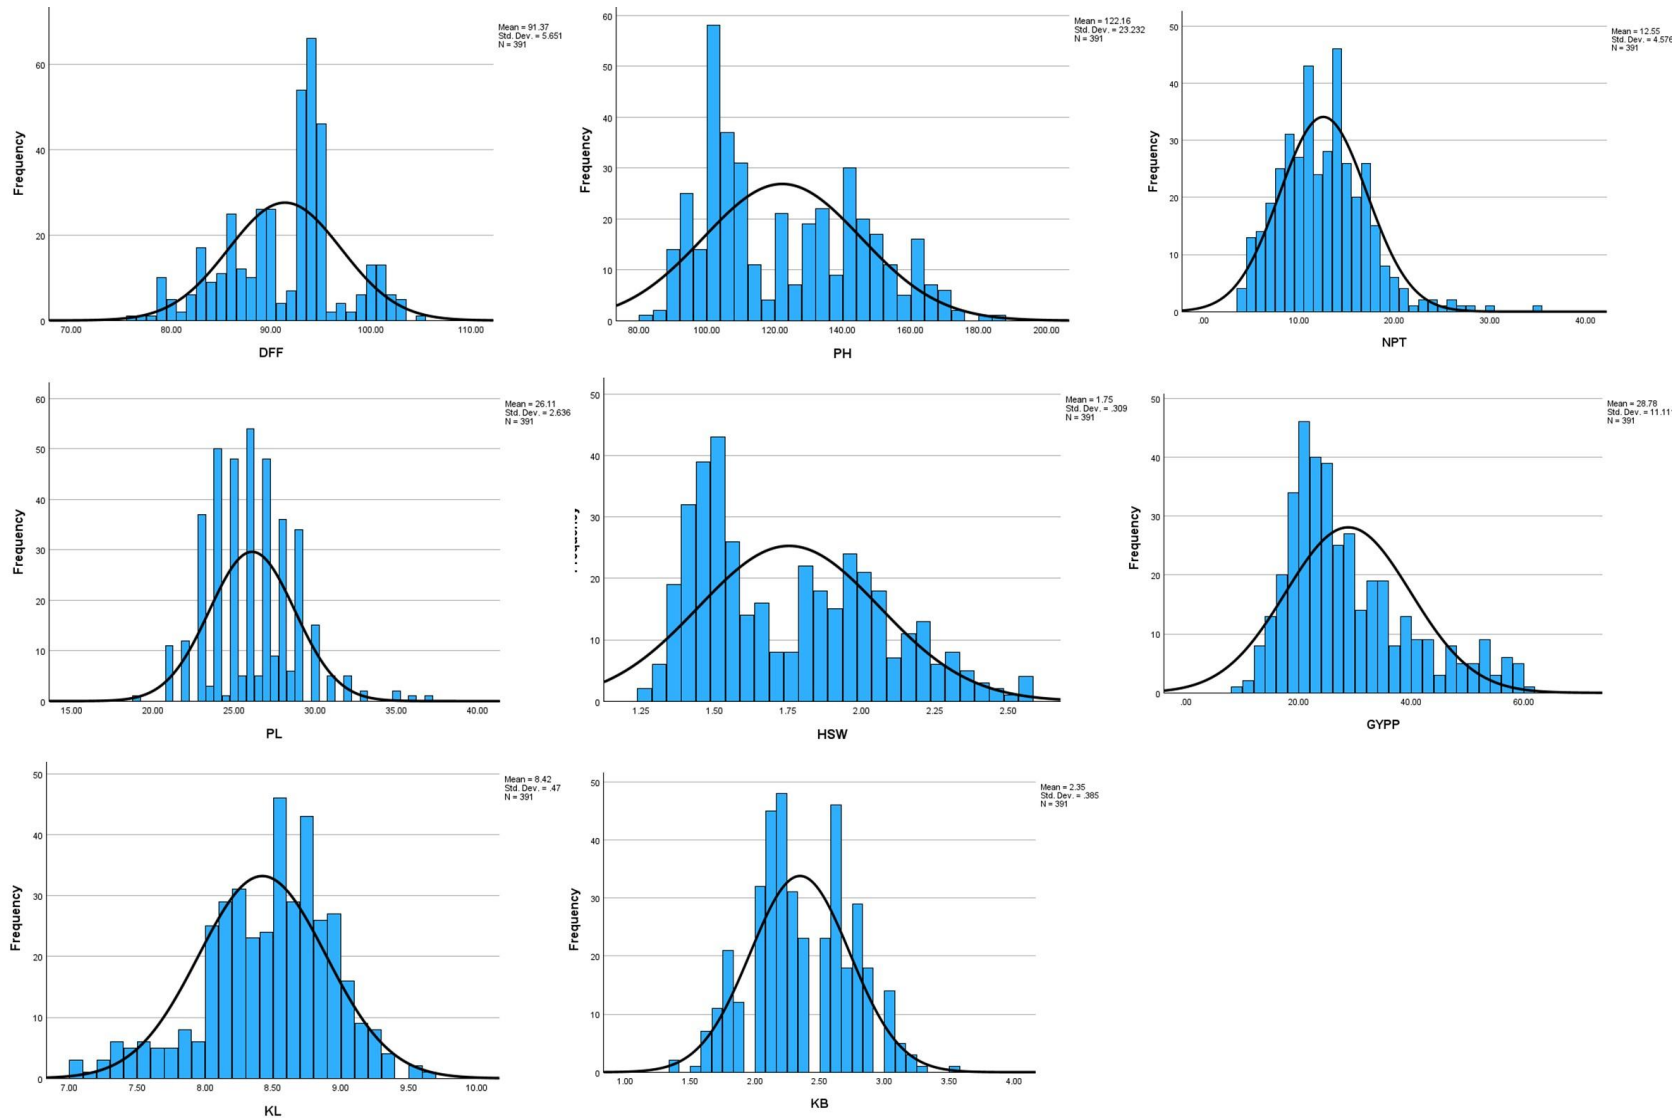 Mean = 91.37
Std. Dev. = 5.651
N = 391
Frequency
60
40
20
0
70.00 80.00 90.00 100.00 110.00
DFF
Mean = 122.16
Std. Dev. = 23.232
N = 391
Frequency
60
50
40
30
20
10
0
80.00 100.00 120.00 140.00 160.00 180.00 200.00
PH
Mean = 12.55
Std. Dev. = 4.576
N = 391
Frequency
50
40
30
20
10
0
.00 10.00 20.00 30.00 40.00
NPT
Mean = 26.11
Std. Dev. = 2.636
N = 391
Frequency
60
50
40
30
20
10
0
15.00 20.00 25.00 30.00 35.00 40.00
PL
Mean = 1.75
Std. Dev. = .309
N = 391
50
40
30
20
10
0
1.25 1.50 1.75 2.00 2.25 2.50
HSW
Mean = 28.78
Std. Dev. = 11.11
N = 391
Frequency
50
40
30
20
10
0
.00 20.00 40.00 60.00
GYPP
Mean = 8.42
Std. Dev. = .47
N = 391
Frequency
50
40
30
20
10
0
7.00 7.50 8.00 8.50 9.00 9.50 10.00
KL
Mean = 2.35
Std. Dev. = .385
N = 391
Frequency
50
40
30
20
10
0
1.00 1.50 2.00 2.50 3.00 3.50 4.00
KB